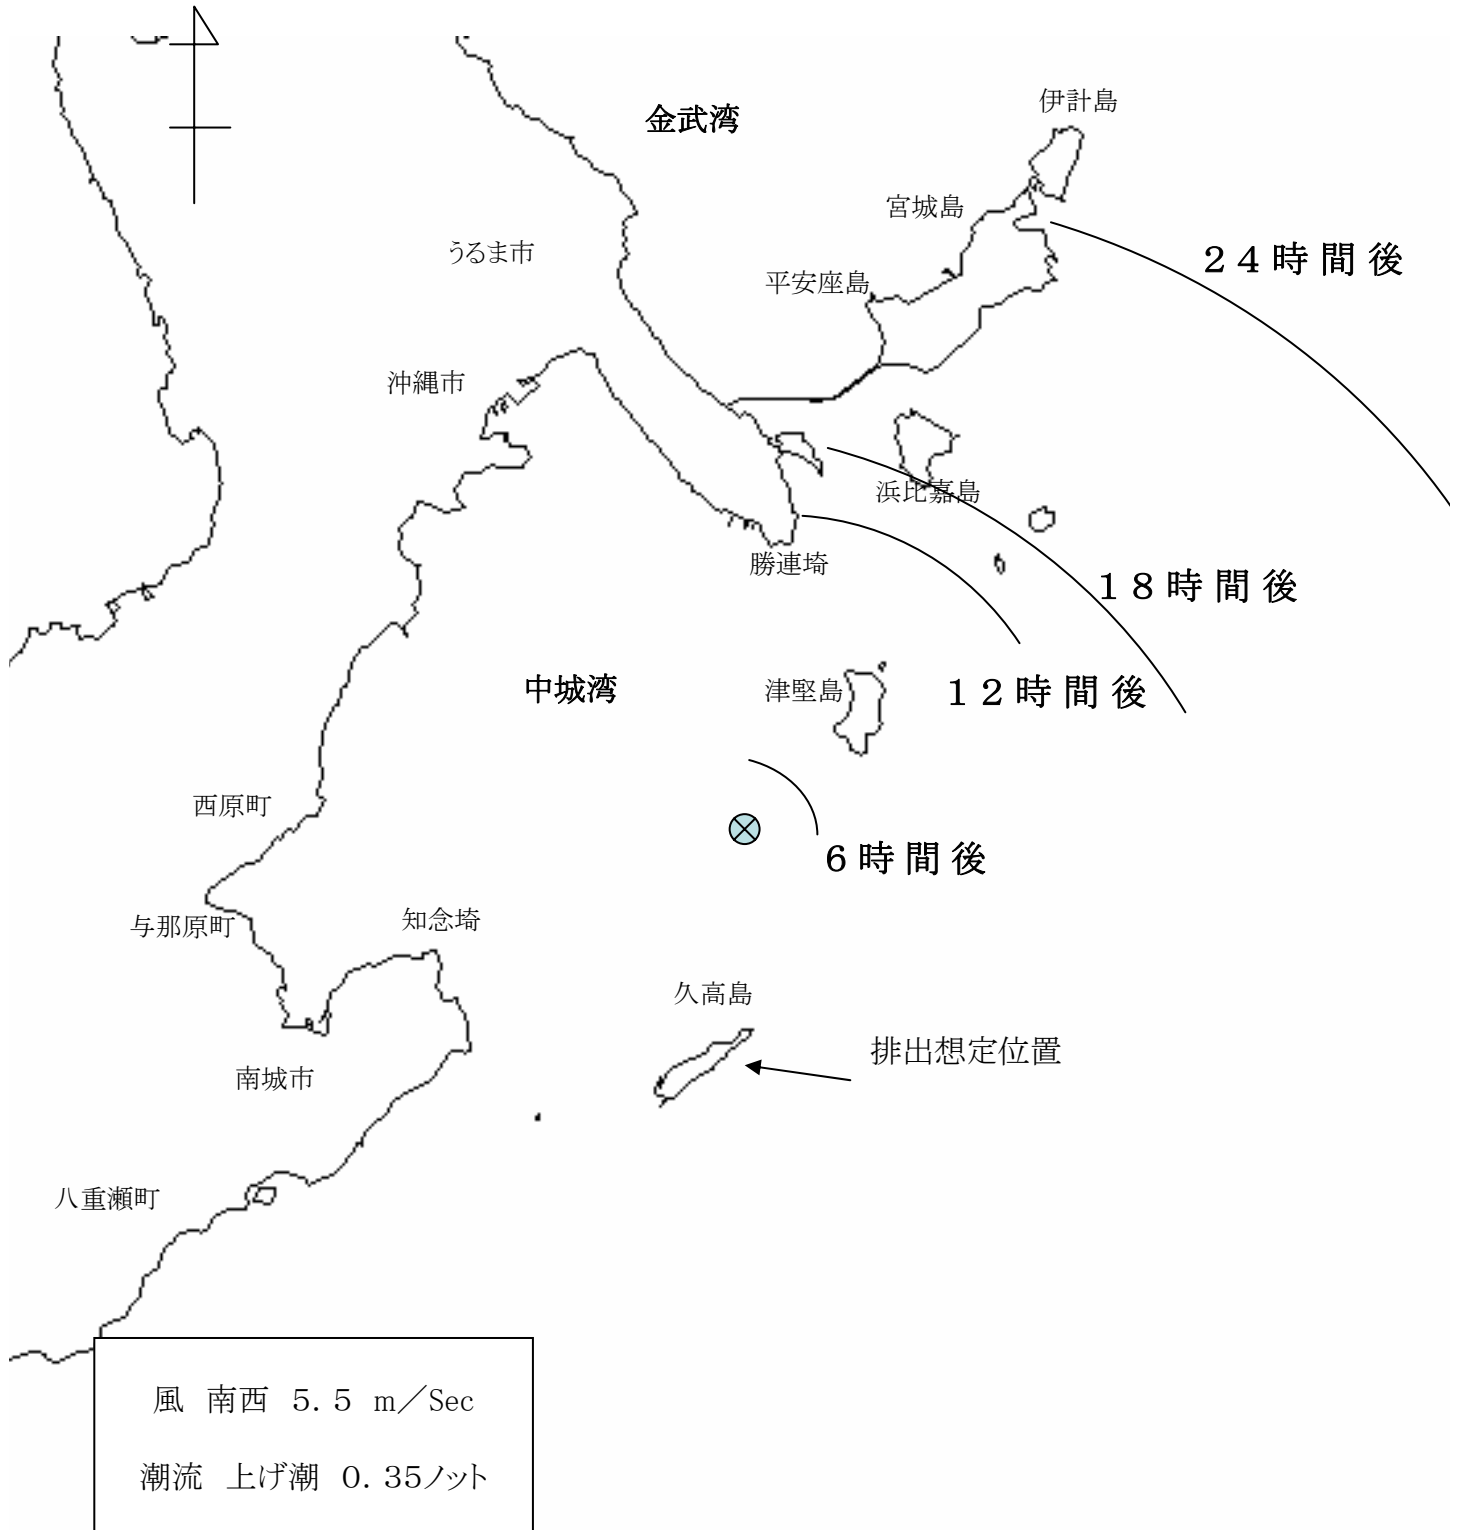 伊計島
金武湾
宮城島
うるま市
24時間後
平安座島
沖縄市
浜比嘉島
勝連埼
18時間後
中城湾
津堅島
12時間後
西原町
6時間後
与那原町
知念埼
久高島
排出想定位置
南城市
八重瀬町
風 南西 5.5 m/Sec
潮流 上げ潮 0.35ノット